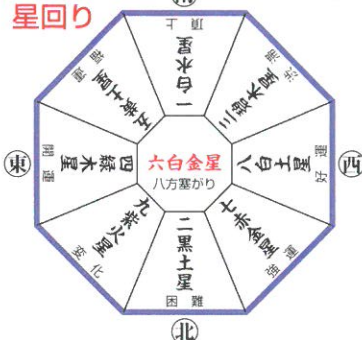 星回り
頂上
一白水星
三碧木星
西
好運
八白土星
強運
七赤金星
北
困難
二黒土星
変化
九紫火星
東
開運
四緑木星
五黄土星
六白金星
八方塞がり